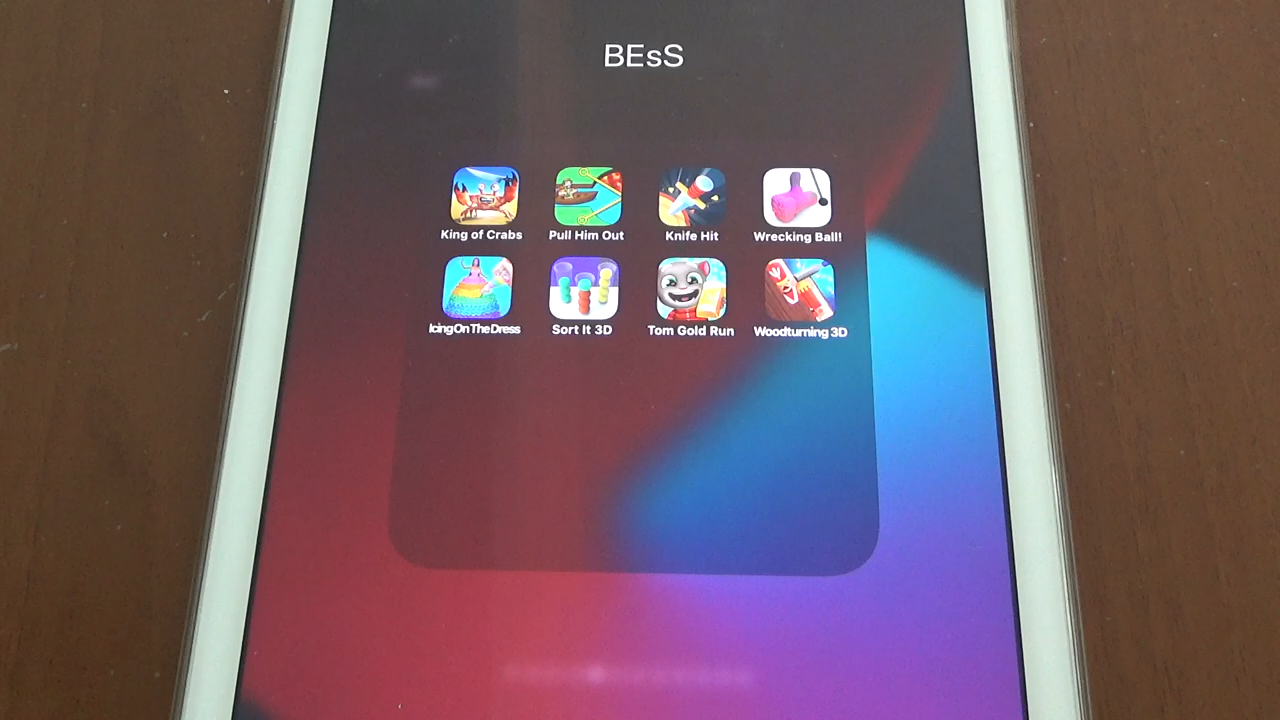 BEsS
King of Crabs
Pull Him Out
Knife Hit
Wrecking Ball!
IcingOnTheDress
Sort It 3D
Tom Gold Run
Woodturning 3D